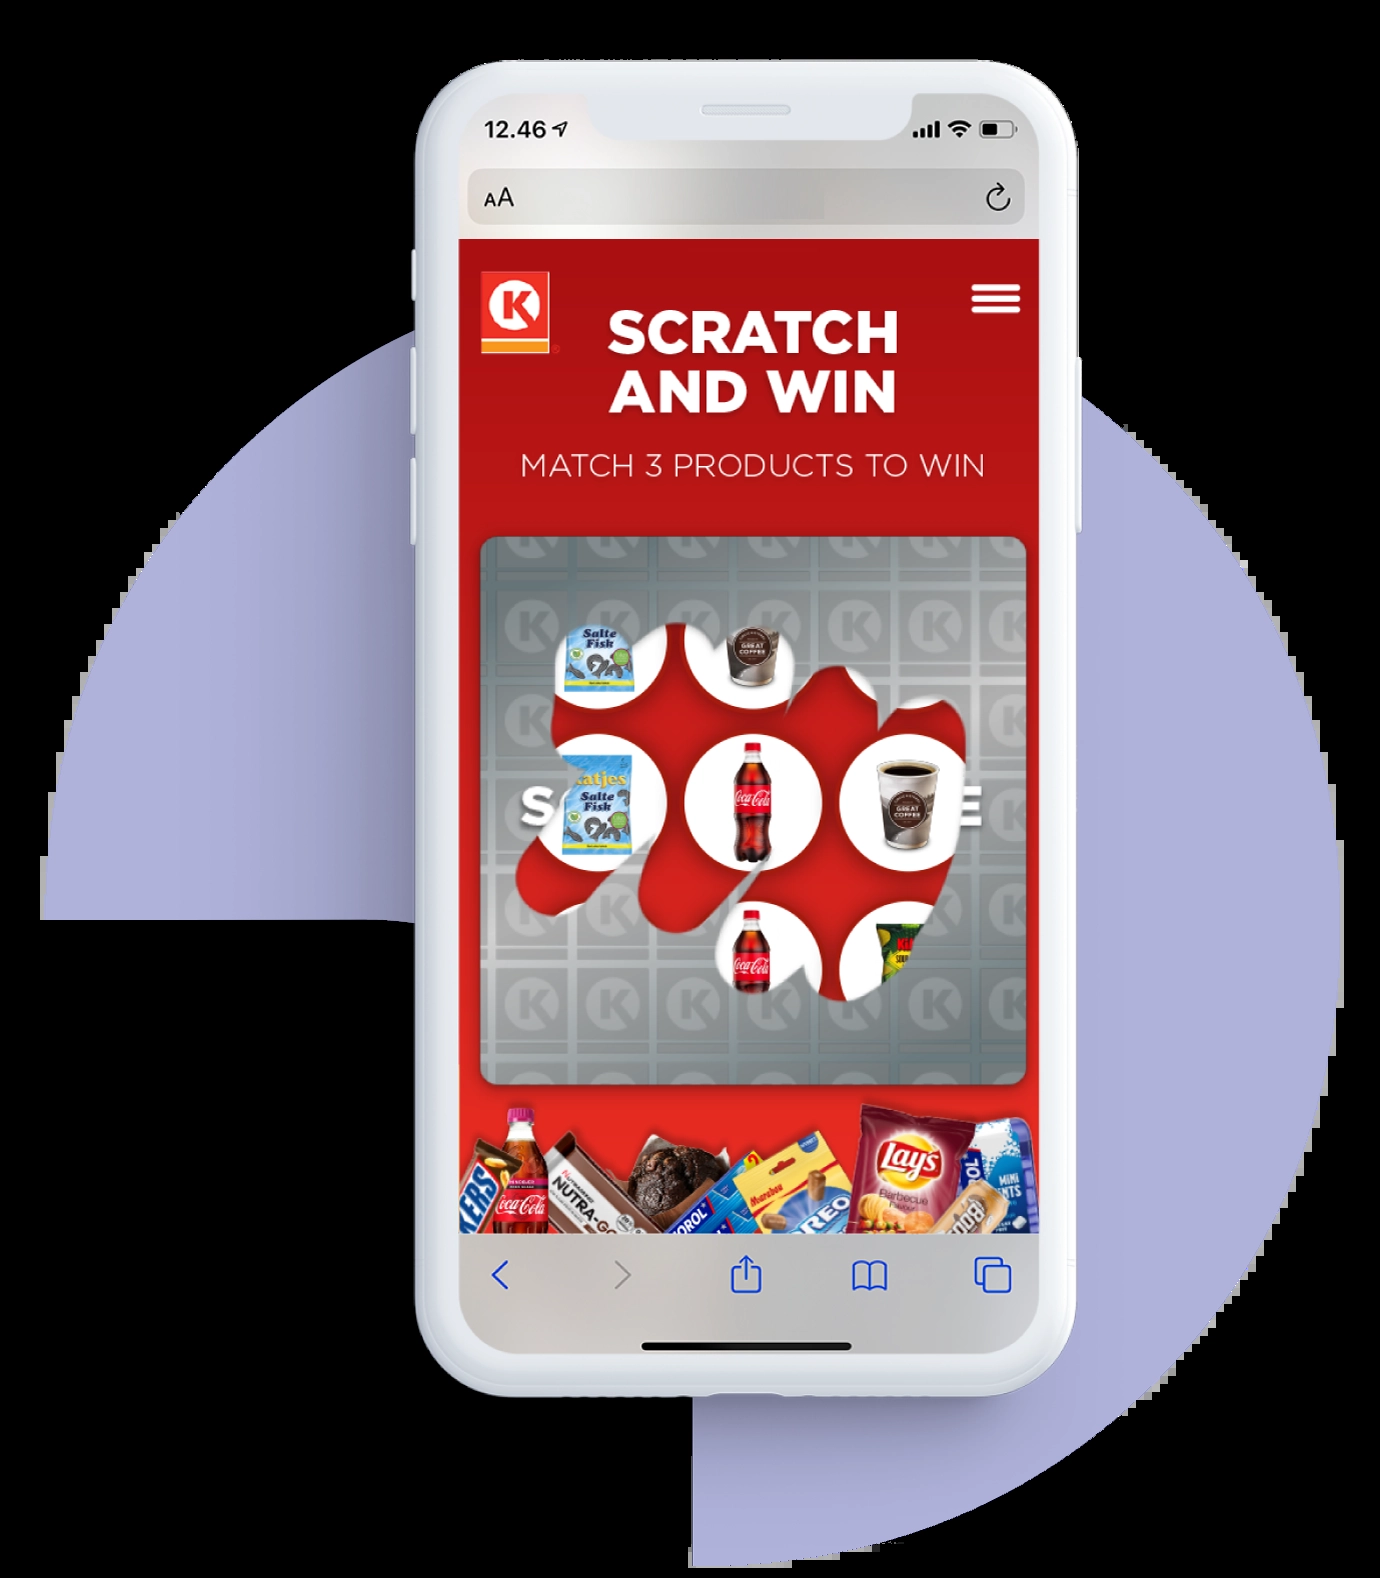 12.46
AA
K
SCRATCH
AND WIN
MATCH 3 PRODUCTS TO WIN
Salte
Fish
GREAT
COFFEE
Salte
Fish
Coca-Cola
GREAT
COFFEE
Coca-Cola
Coca-Cola
NUTRA-GO
Marabou
OREO
Lay's
Barbecue
MINI